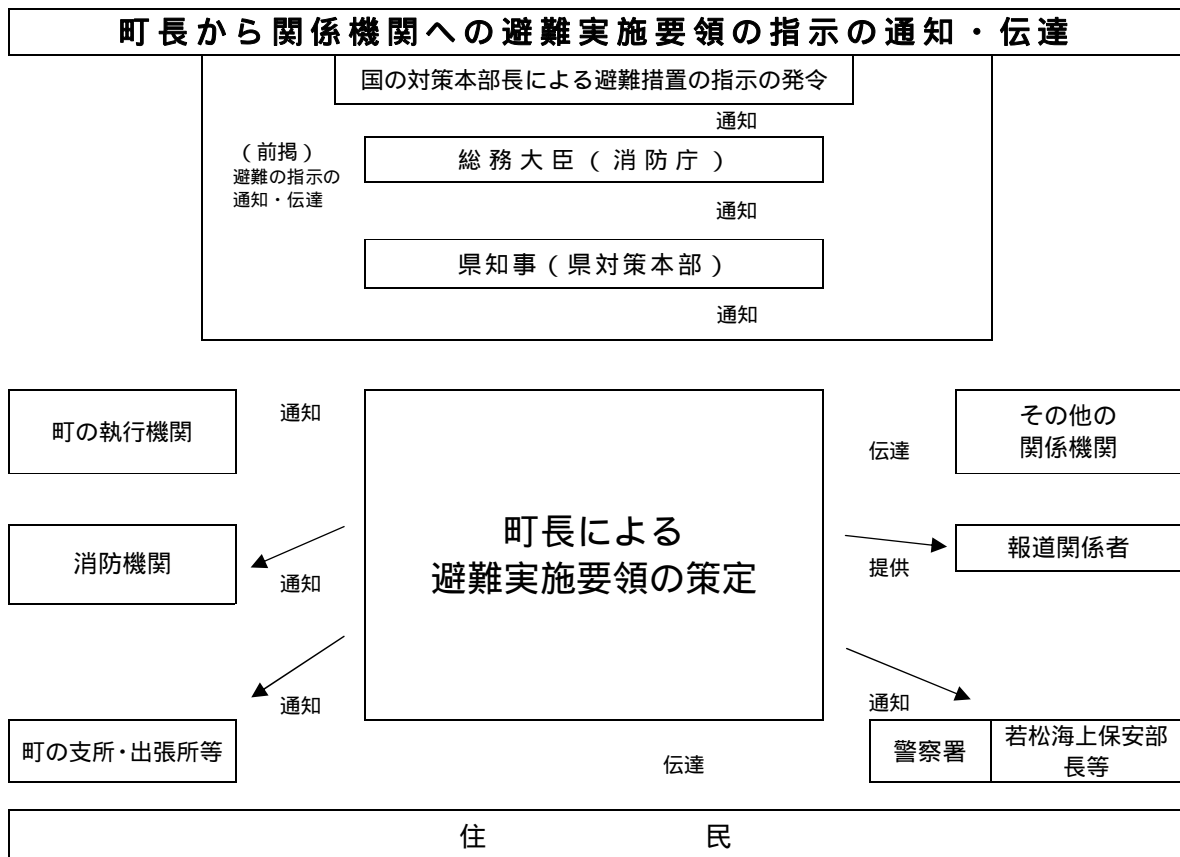 町長から関係機関への避難実施要領の指示の通知・伝達
国の対策本部長による避難措置の指示の発令
通知
（前掲）
避難の指示の
通知・伝達
総務大臣（消防庁）
通知
県知事（県対策本部）
通知
町の執行機関
通知
町長による
避難実施要領の策定
伝達
その他の
関係機関
消防機関
通知
提供
報道関係者
町の支所・出張所等
通知
伝達
通知
警察署
若松海上保安部
長等
住民